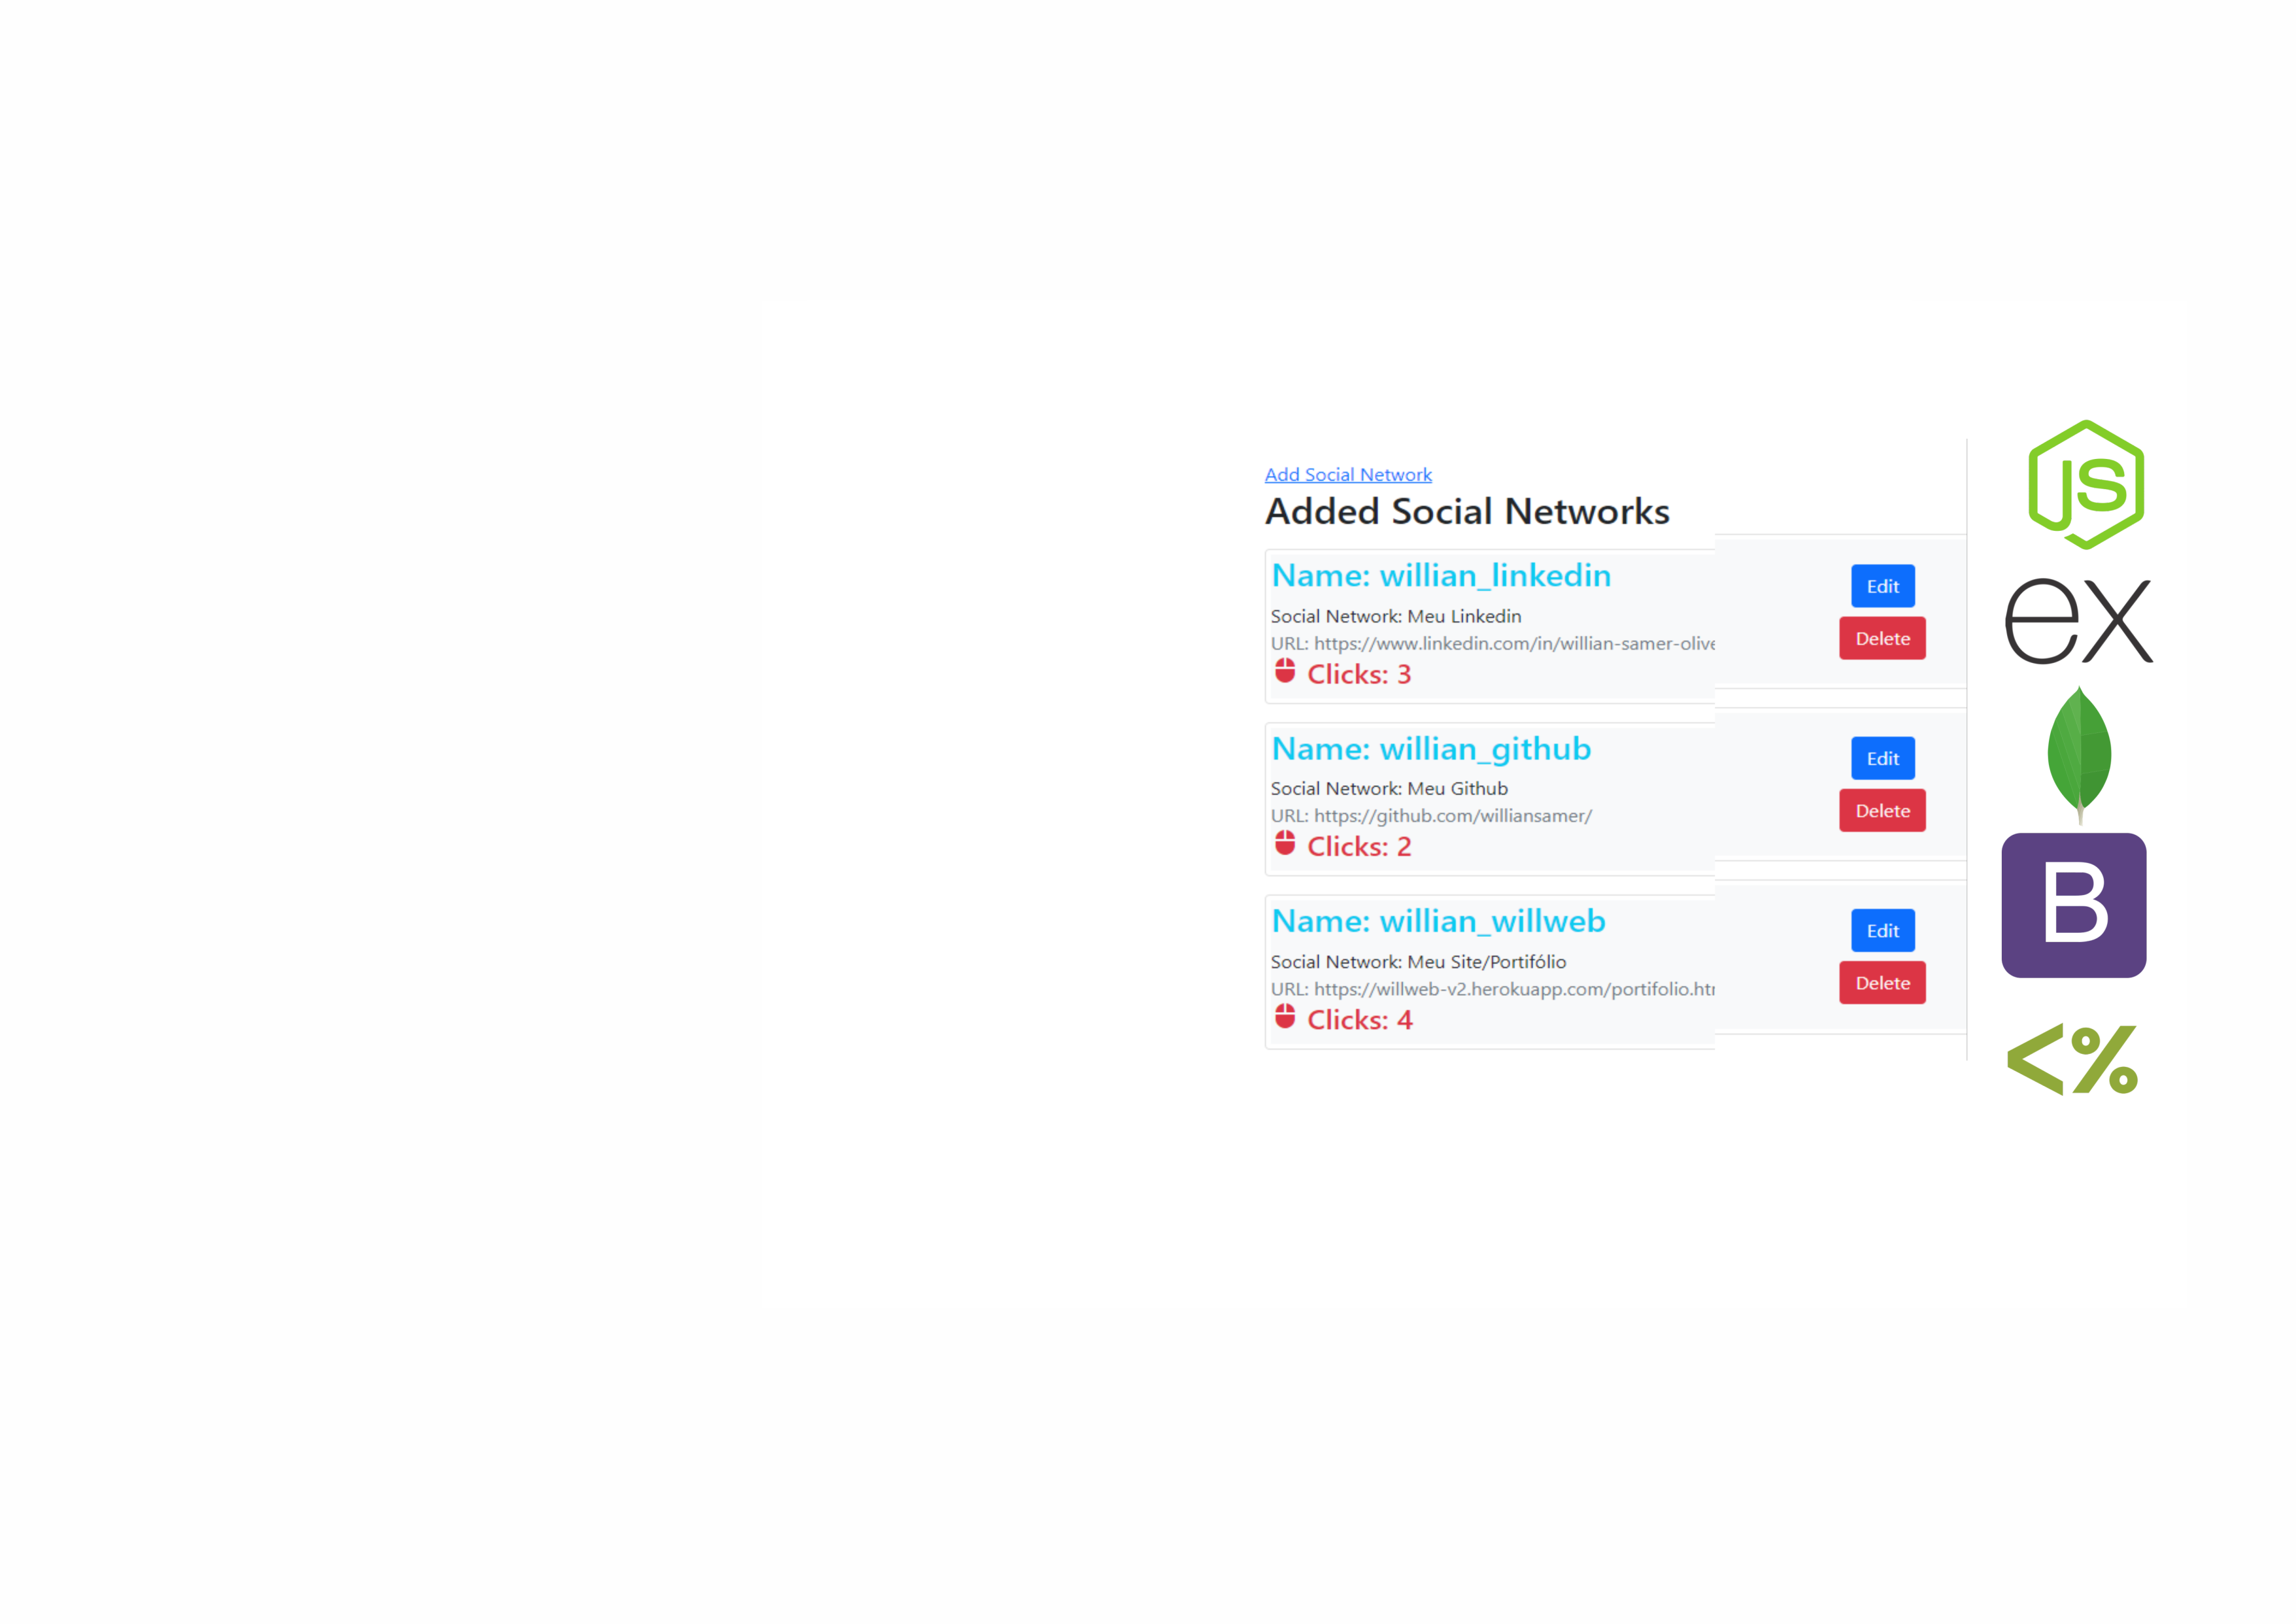 Add Social Network
Added Social Networks
Name: willian_linkedin
Social Network: Meu Linkedin
URL: https://www.linkedin.com/in/willian-samer-olive
Clicks: 3
Edit
Delete
Name: willian_github
Social Network: Meu Github
URL: https://github.com/williansamer/
Clicks: 2
Edit
Delete
Name: willian_willweb
Social Network: Meu Site/Portifólio
URL: https://willweb-v2.herokuapp.com/portifolio.htr
Clicks: 4
Edit
Delete
JS
ex
B
<%